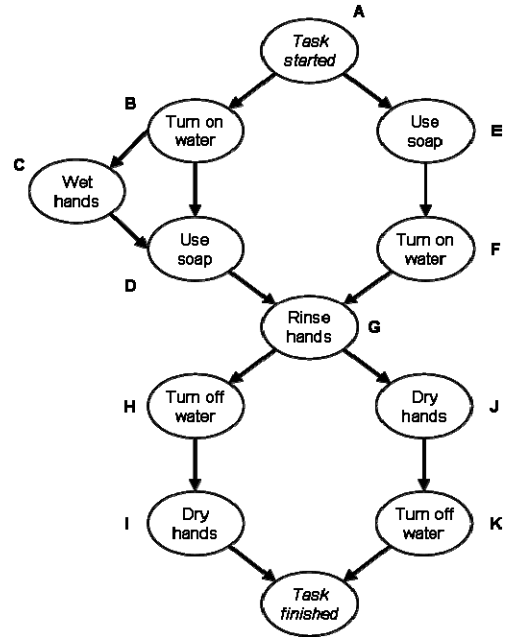 A
Task
started
B
Turn on
water
Use
soap
E
C
Wet
hands
Use
soap
D
Turn on
water
F
Rinse
hands
G
H
Turn off
water
Dry
hands
J
I
Dry
hands
Turn off
water
K
Task
finished